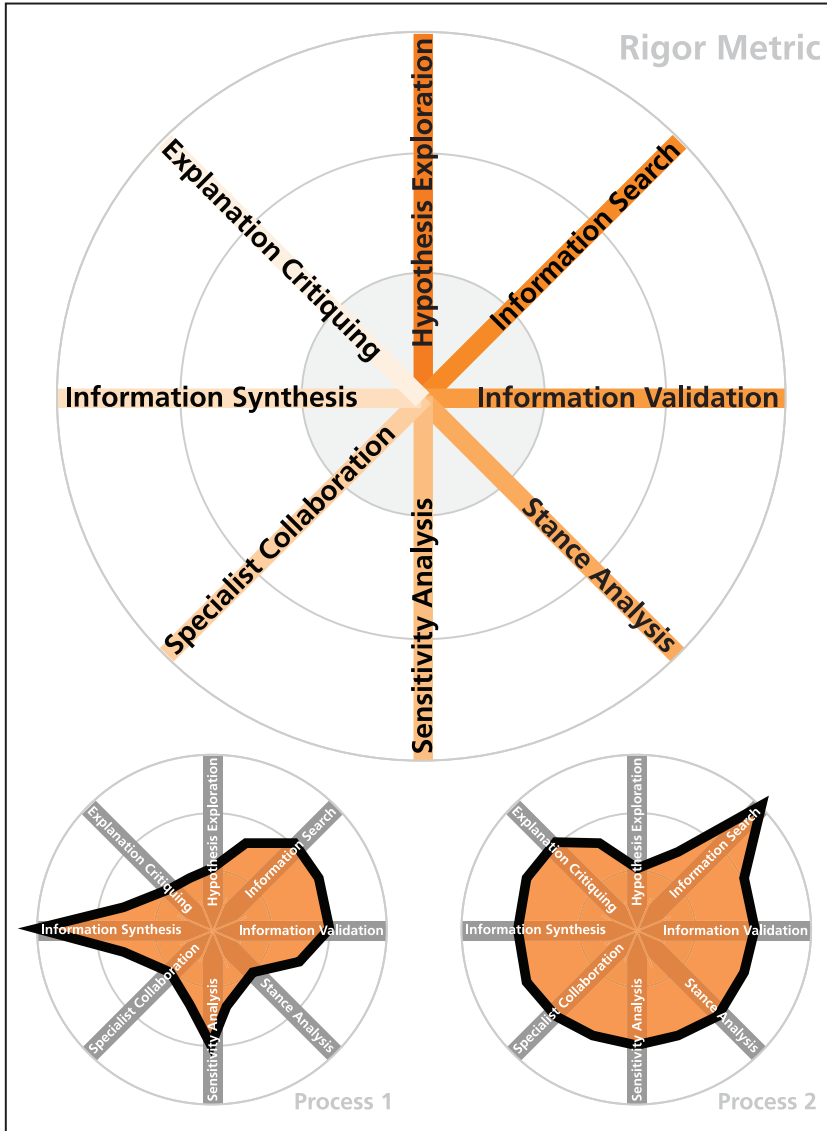 Rigor Metric
Hypothesis Exploration
Explanation Critiquing
Information Search
Information Synthesis
Information Validation
Specialist Collaboration
Sensitivity Analysis
Stance Analysis
Hypothesis Exploration
Explanation Critiquing
Information Search
Information Synthesis
Information Validation
Specialist Collaboration
Sensitivity Analysis
Stance Analysis
Process 1
Hypothesis Exploration
Explanation Critiquing
Information Search
Information Synthesis
Information Validation
Specialist Collaboration
Sensitivity Analysis
Stance Analysis
Process 2